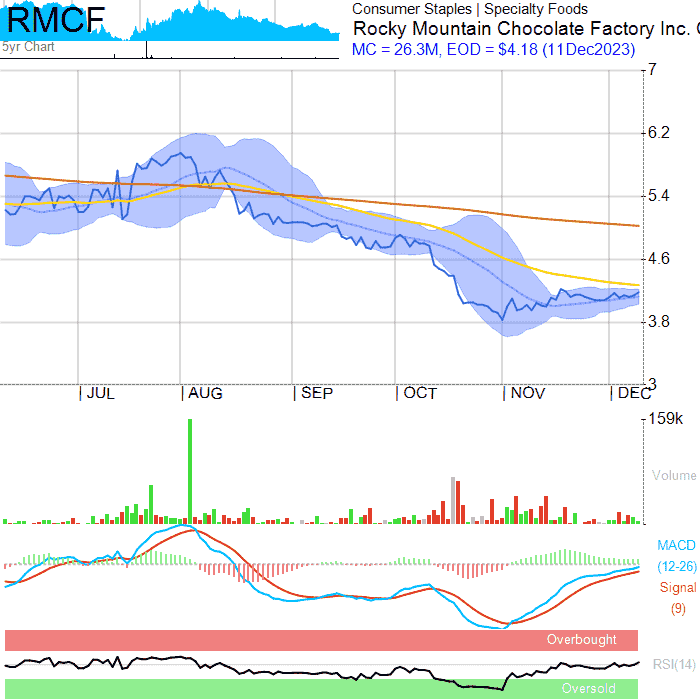 RMCF
5yr Chart
Consumer Staples | Specialty Foods
Rocky Mountain Chocolate Factory Inc.
MC = 26.3M, EOD = $4.18 (11Dec2023)
7
6.2
5.4
4.6
3.8
3
JUL AUG SEP OCT NOV DEC
159k
Volume
MACD
(12-26)
Signal
(9)
Overbought
RSI(14)
Oversold